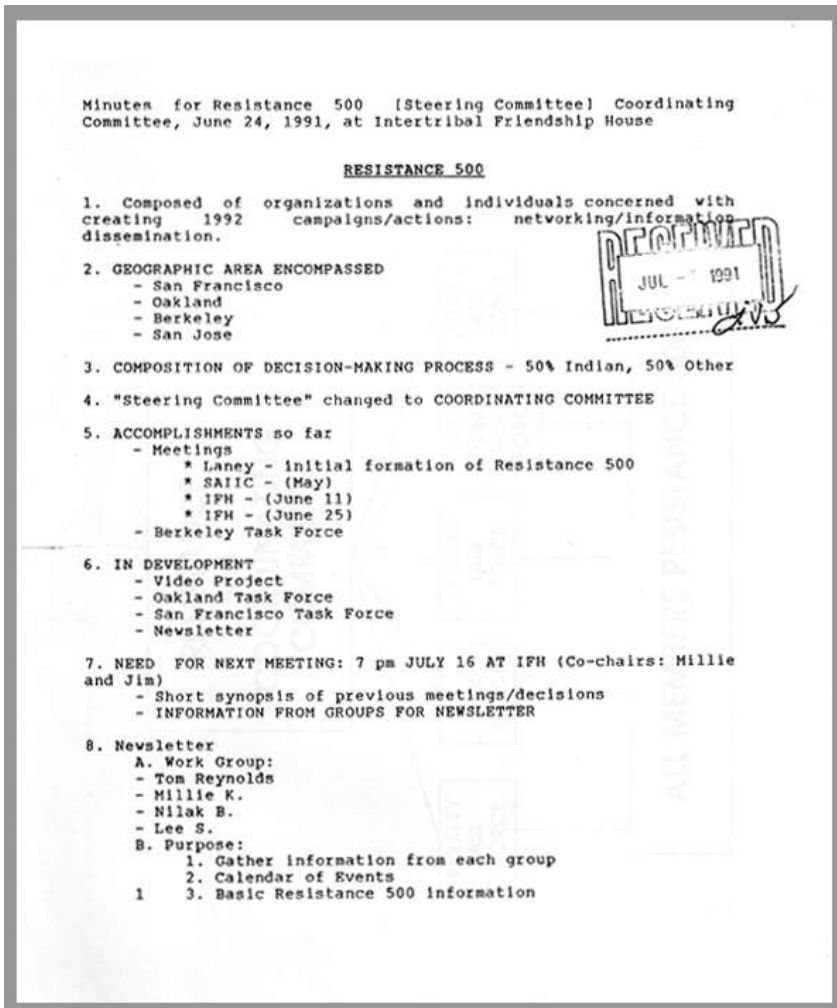 Minutes for Resistance 500 [Steering Committee] Coordinating
Committee, June 24, 1991, at Intertribal Friendship House
RESISTANCE 500
1. Composed of organizations and individuals concerned with
creating 1992 campaigns/actions: networking/information
dissemination.
RECEIVED
JUL - 1991
2. GEOGRAPHIC AREA ENCOMPASSED
- San Francisco
- Oakland
- Berkeley
- San Jose
3. COMPOSITION OF DECISION-MAKING PROCESS - 50% Indian, 50% Other
4. "Steering Committee" changed to COORDINATING COMMITTEE
5. ACCOMPLISHMENTS so far
- Meetings
* Laney - initial formation of Resistance 500
* SAIIC - (May)
* IFH - (June 11)
* IFH - (June 25)
- Berkeley Task Force
6. IN DEVELOPMENT
- Video Project
- Oakland Task Force
- San Francisco Task Force
- Newsletter
7. NEED FOR NEXT MEETING: 7 pm JULY 16 AT IFH (Co-chairs: Millie
and Jim)
- Short synopsis of previous meetings/decisions
- INFORMATION FROM GROUPS FOR NEWSLETTER
8. Newsletter
A. Work Group:
- Tom Reynolds
- Millie K.
- Nilak B.
- Lee S.
B. Purpose:
1. Gather information from each group
2. Calendar of Events
1 3. Basic Resistance 500 information